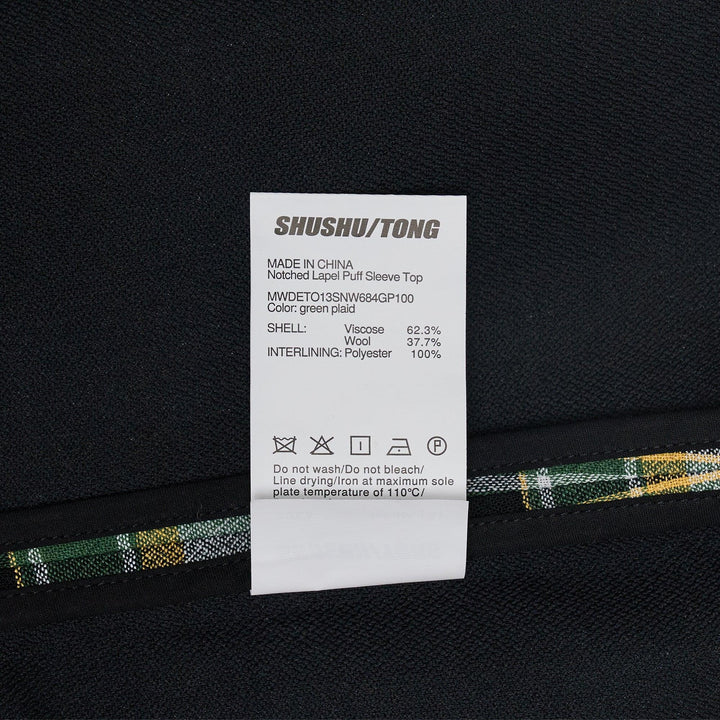 SHUSHU/TONG
MADE IN CHINA
Notched Lapel Puff Sleeve Top
MWDETO13SNW684GP100
Color: green plaid
SHELL: Viscose 62.3%
Wool 37.7%
INTERLINING: Polyester 100%
P
Do not wash/Do not bleach/
Line drying/Iron at maximum sole
plate temperature of 110℃/